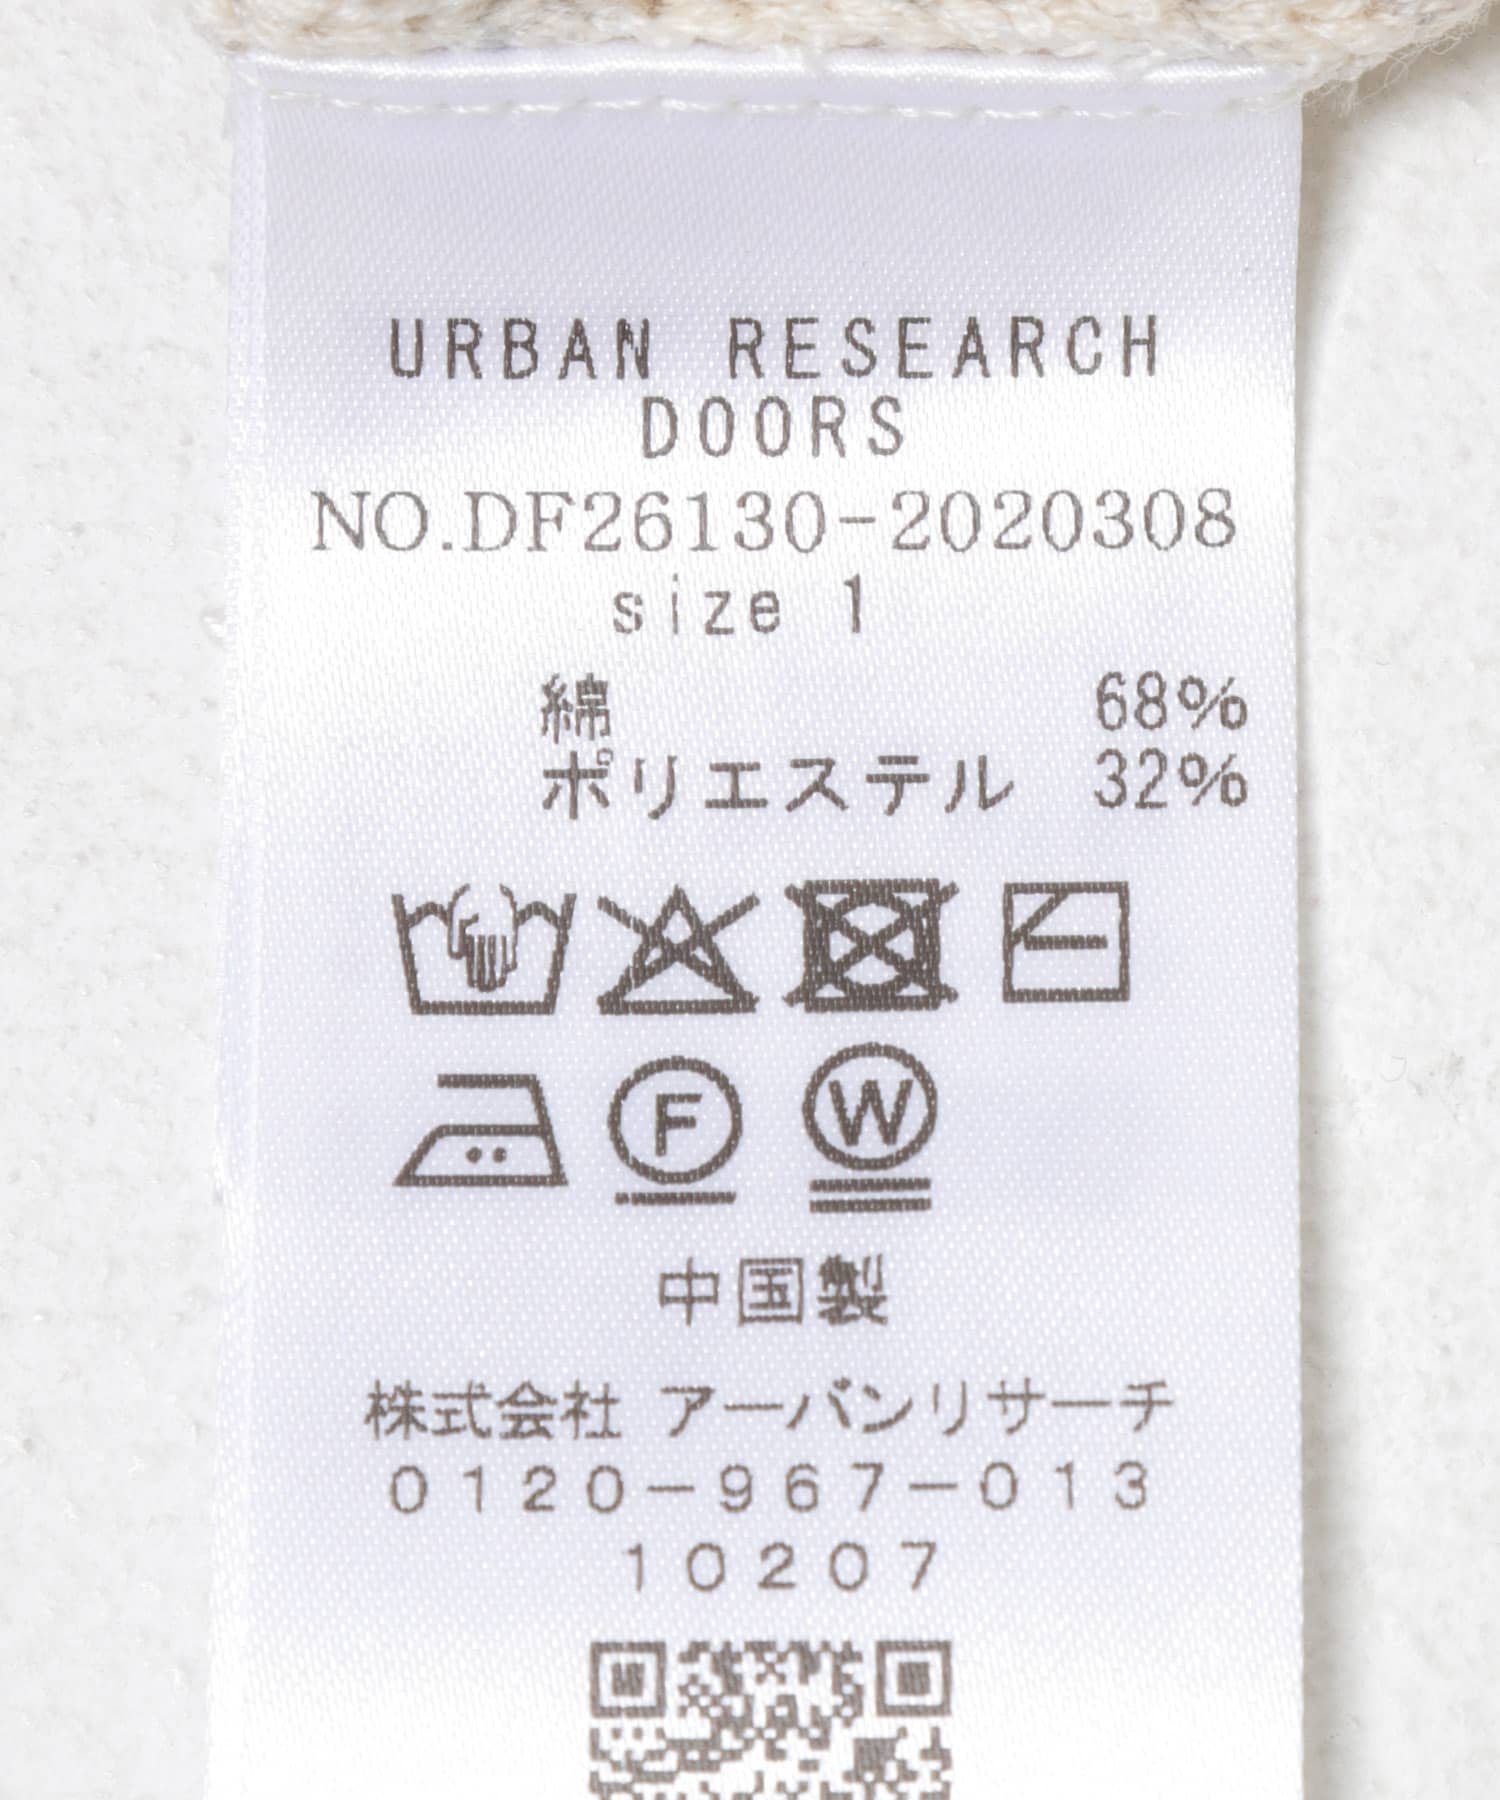 URBAN RESEARCH
DOORS
NO.DF26130-2020308
size 1
綿 68%
ポリエステル 32%
F W
中国製
株式会社 アーバンリサーチ
0120-967-013
10207